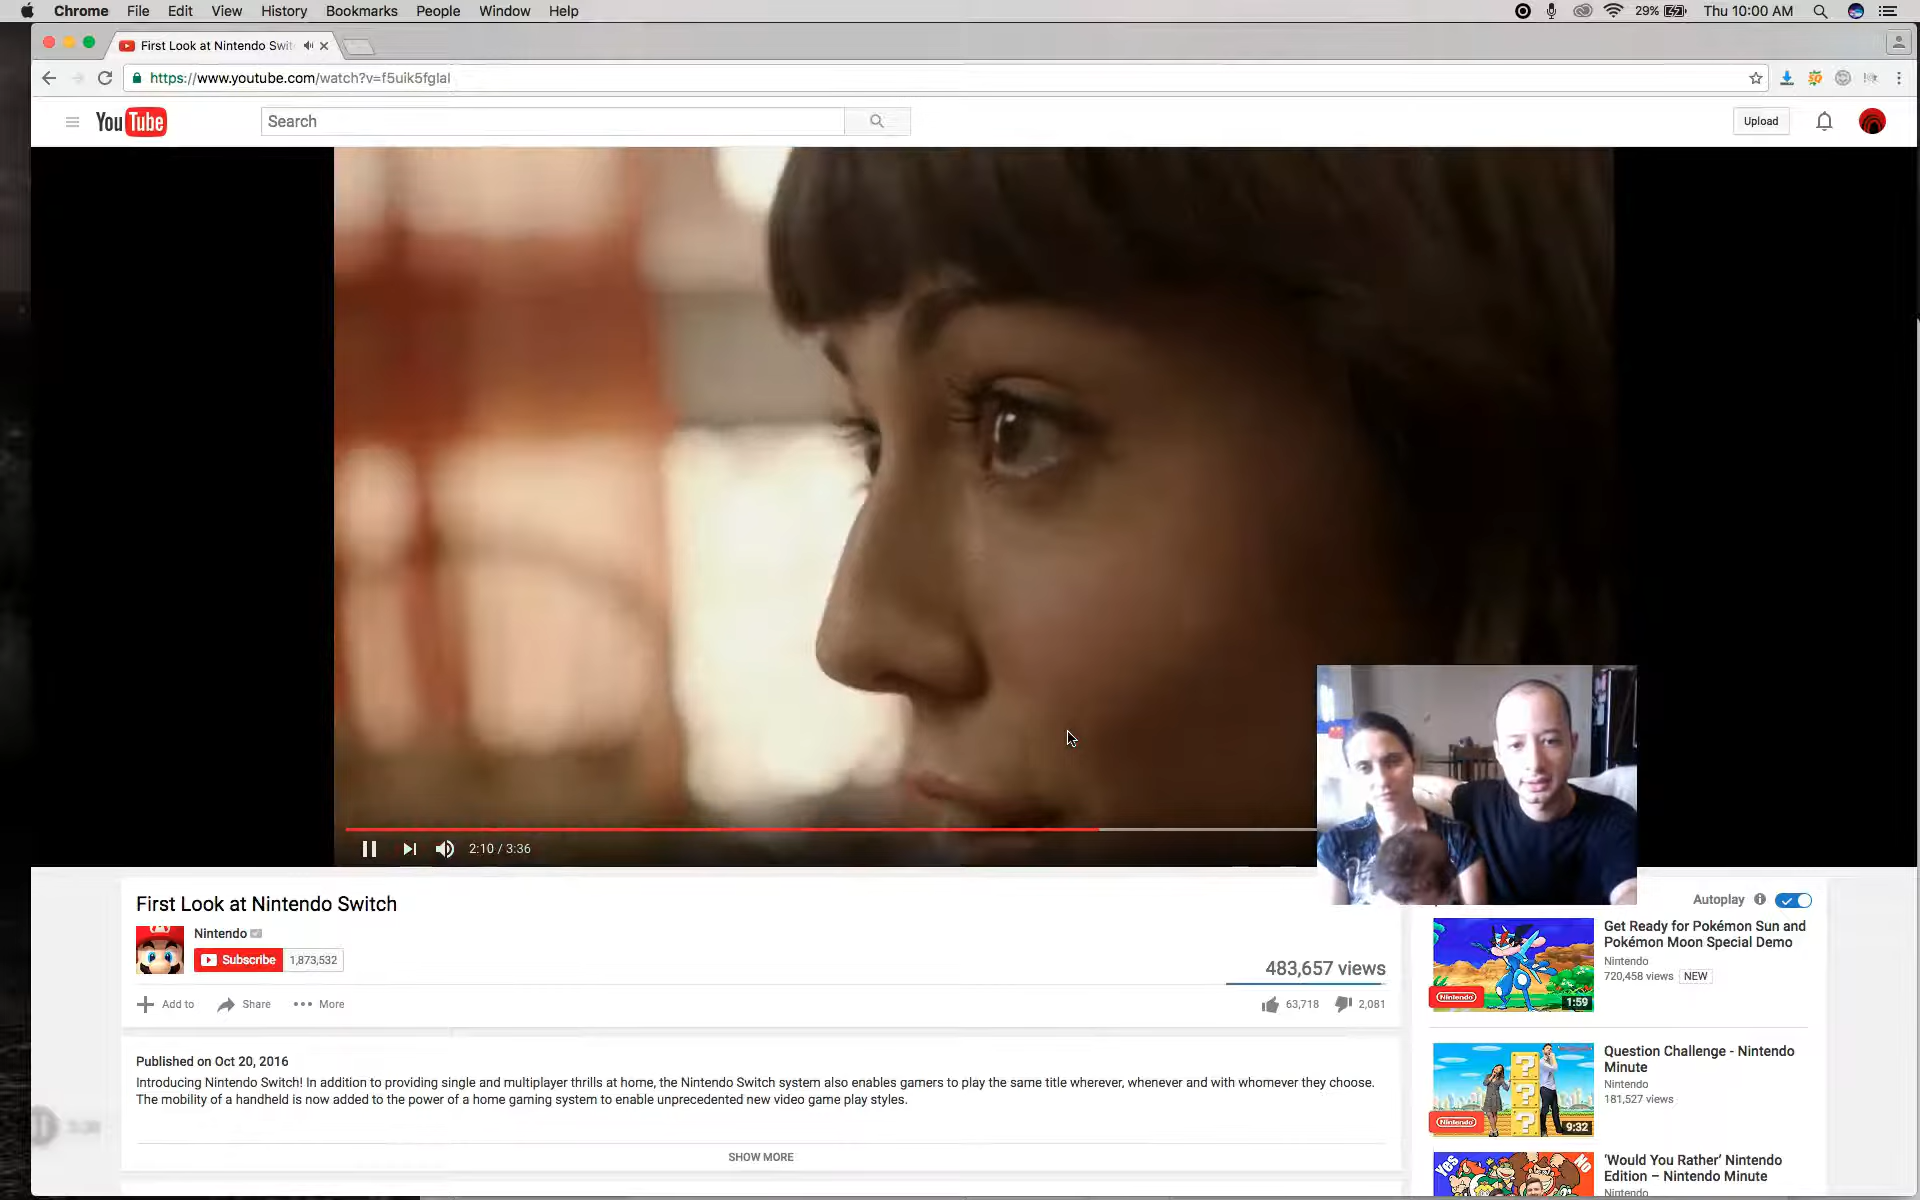 Chrome File Edit View History Bookmarks People Window Help
29% Thu 10:00 AM
First Look at Nintendo Swit
https://www.youtube.com/watch?v=f5uik5fgIaI
YouTube
Search
Upload
2:10 / 3:36
First Look at Nintendo Switch
Nintendo
Subscribe 1,873,532
483,657 views
Add to Share More
63,718 2,081
Published on Oct 20, 2016
Introducing Nintendo Switch! In addition to providing single and multiplayer thrills at home, the Nintendo Switch system also enables gamers to play the same title wherever, whenever and with whomever they choose.
The mobility of a handheld is now added to the power of a home gaming system to enable unprecedented new video game play styles.
SHOW MORE
Autoplay
Nintendo
1:59
Get Ready for Pokémon Sun and
Pokémon Moon Special Demo
Nintendo
720,458 views NEW
Nintendo
9:32
Question Challenge - Nintendo
Minute
Nintendo
181,527 views
Yes
No
'Would You Rather' Nintendo
Edition – Nintendo Minute
Nintendo